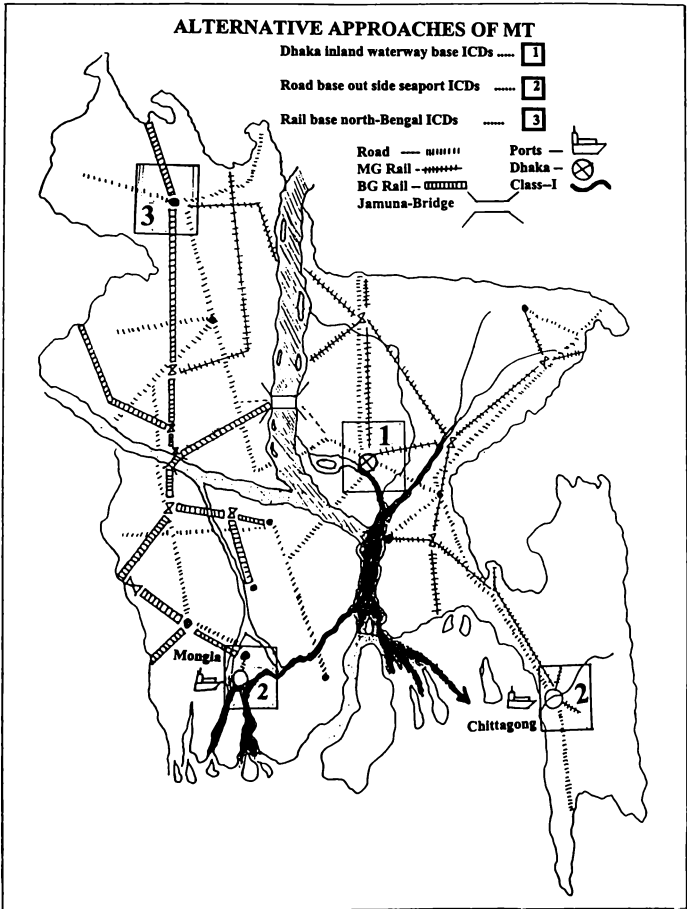 ALTERNATIVE APPROACHES OF MT
Dhaka inland waterway base ICDs ..... 1
Road base out side seaport ICDs ...... 2
Rail base north-Bengal ICDs ...... 3
Road ---- Ports –
MG Rail - Dhaka –
BG Rail – Class–I
Jamuna-Bridge
3
1
Mongla
2
2
Chittagong